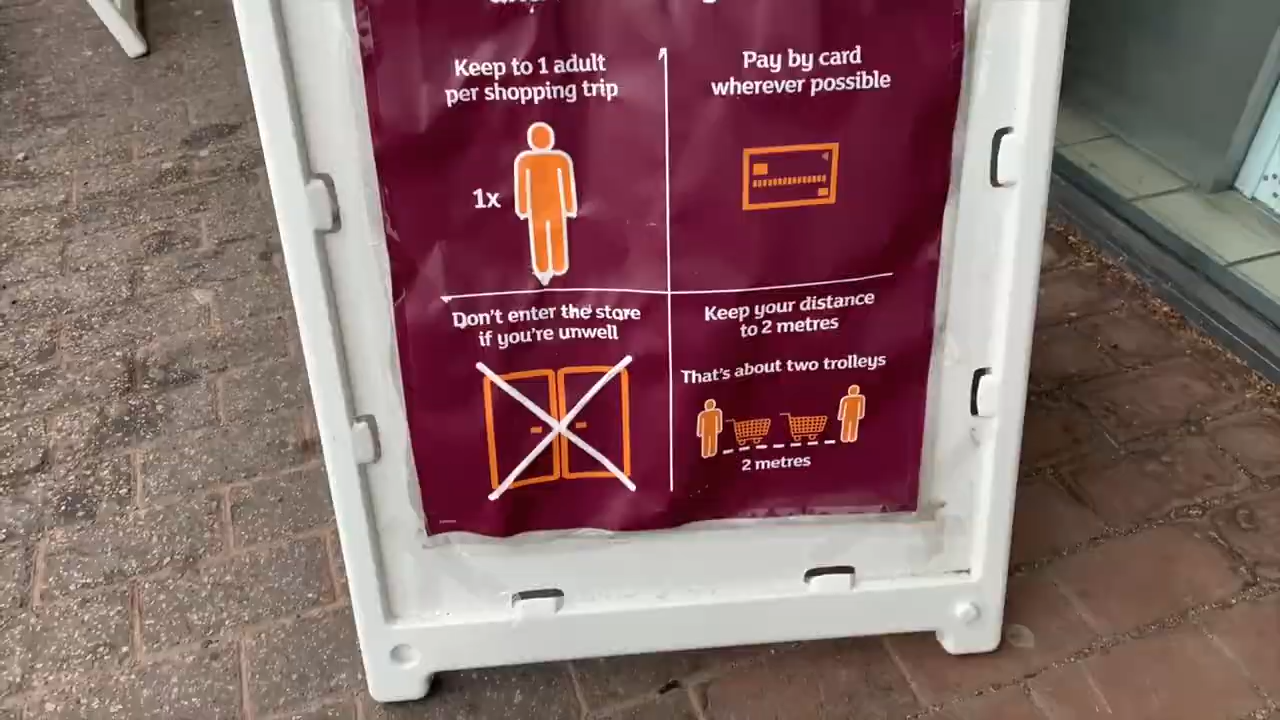 Keep to 1 adult
per shopping trip
1x
Pay by card
wherever possible
Don't enter the store
if you're unwell
Keep your distance
to 2 metres
That's about two trolleys
2 metres